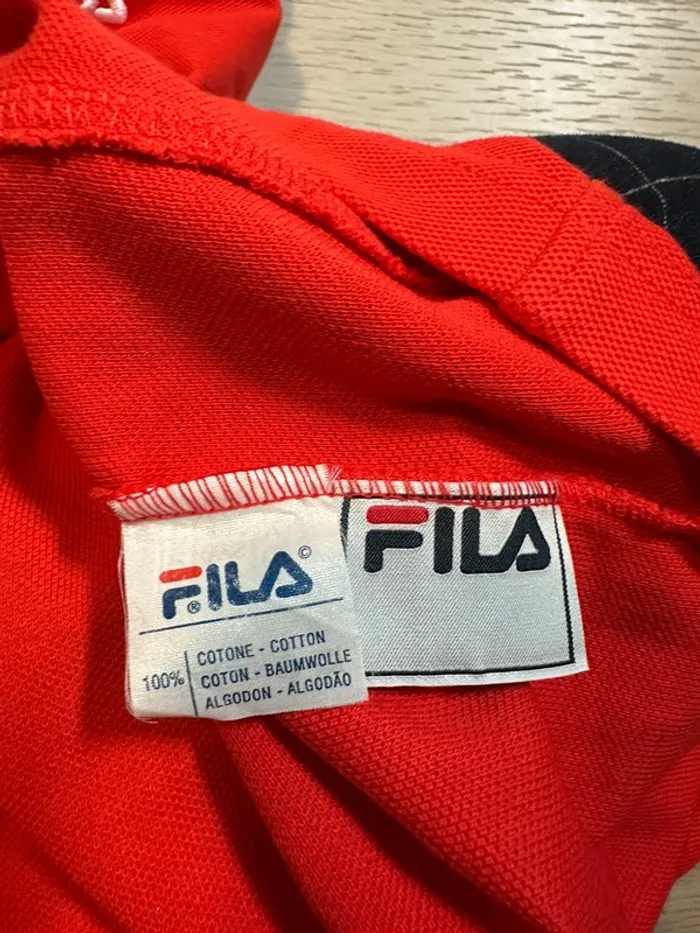 FILA©
®
100%
COTONE - COTTON
COTON - BAUMWOLLE
ALGODON - ALGODÃO
FILA